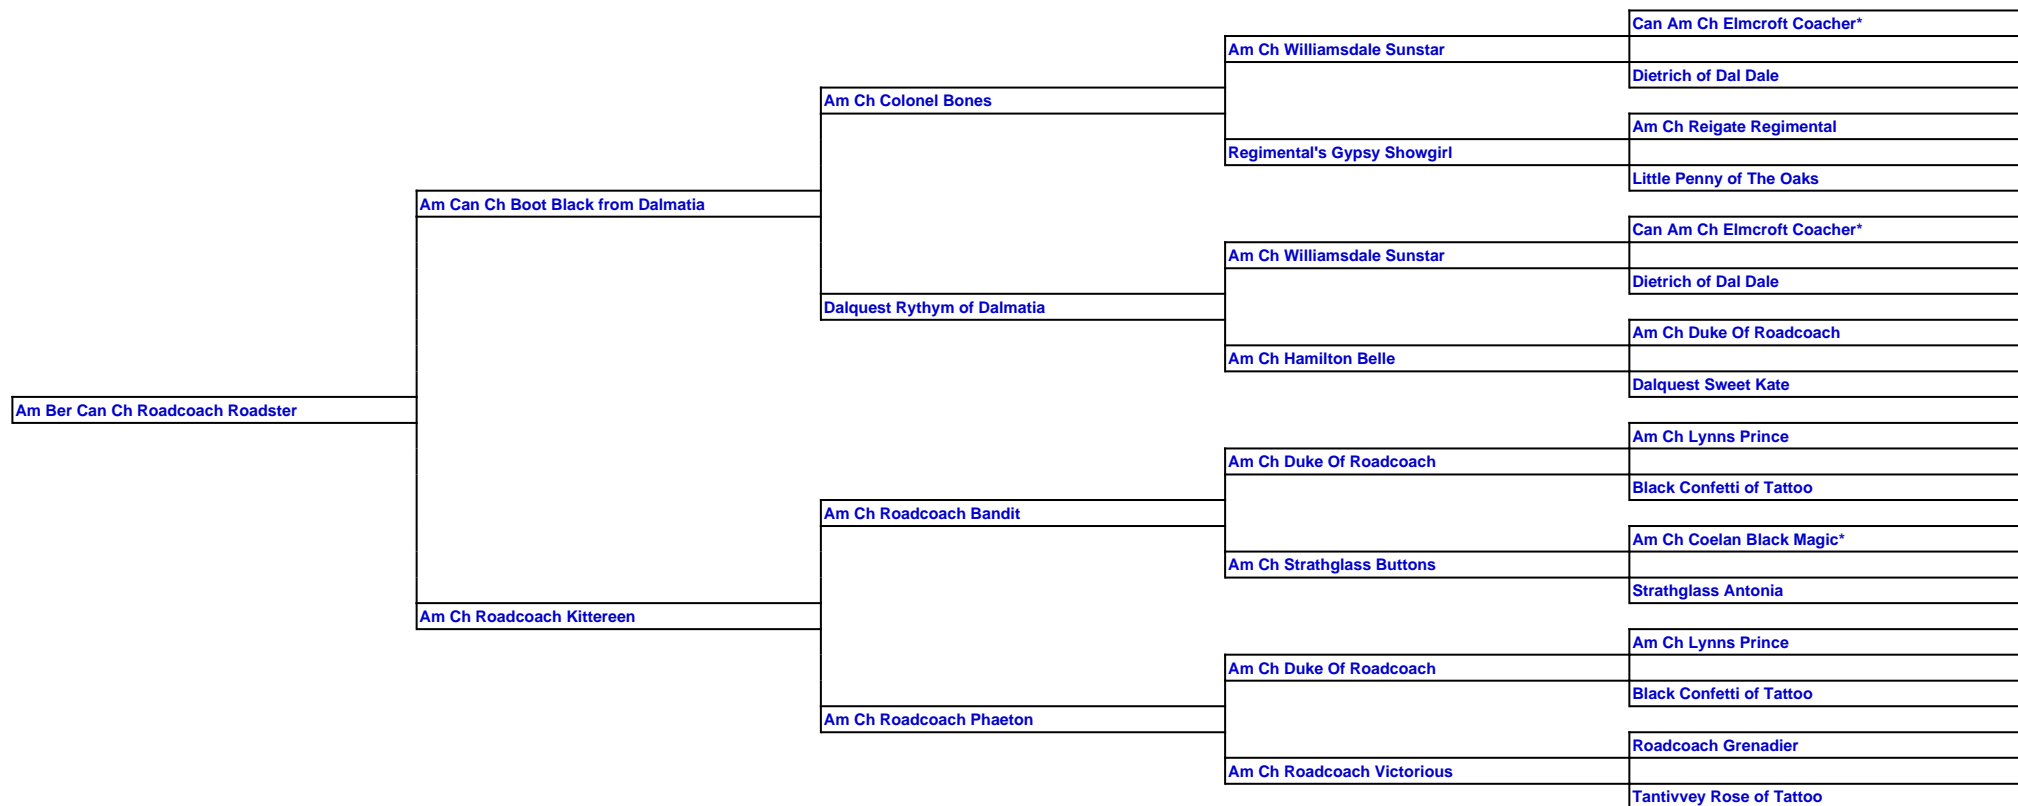 Can Am Ch Elmcroft Coacher*
Am Ch Williamsdale Sunstar
Dietrich of Dal Dale
Am Ch Colonel Bones
Am Ch Reigate Regimental
Regimental's Gypsy Showgirl
Little Penny of The Oaks
Am Can Ch Boot Black from Dalmatia
Can Am Ch Elmcroft Coacher*
Am Ch Williamsdale Sunstar
Dietrich of Dal Dale
Dalquest Rythym of Dalmatia
Am Ch Duke Of Roadcoach
Am Ch Hamilton Belle
Dalquest Sweet Kate
Am Ber Can Ch Roadcoach Roadster
Am Ch Lynns Prince
Am Ch Duke Of Roadcoach
Black Confetti of Tattoo
Am Ch Roadcoach Bandit
Am Ch Coelan Black Magic*
Am Ch Strathglass Buttons
Strathglass Antonia
Am Ch Roadcoach Kittereen
Am Ch Lynns Prince
Am Ch Duke Of Roadcoach
Black Confetti of Tattoo
Am Ch Roadcoach Phaeton
Roadcoach Grenadier
Am Ch Roadcoach Victorious
Tantivvey Rose of Tattoo